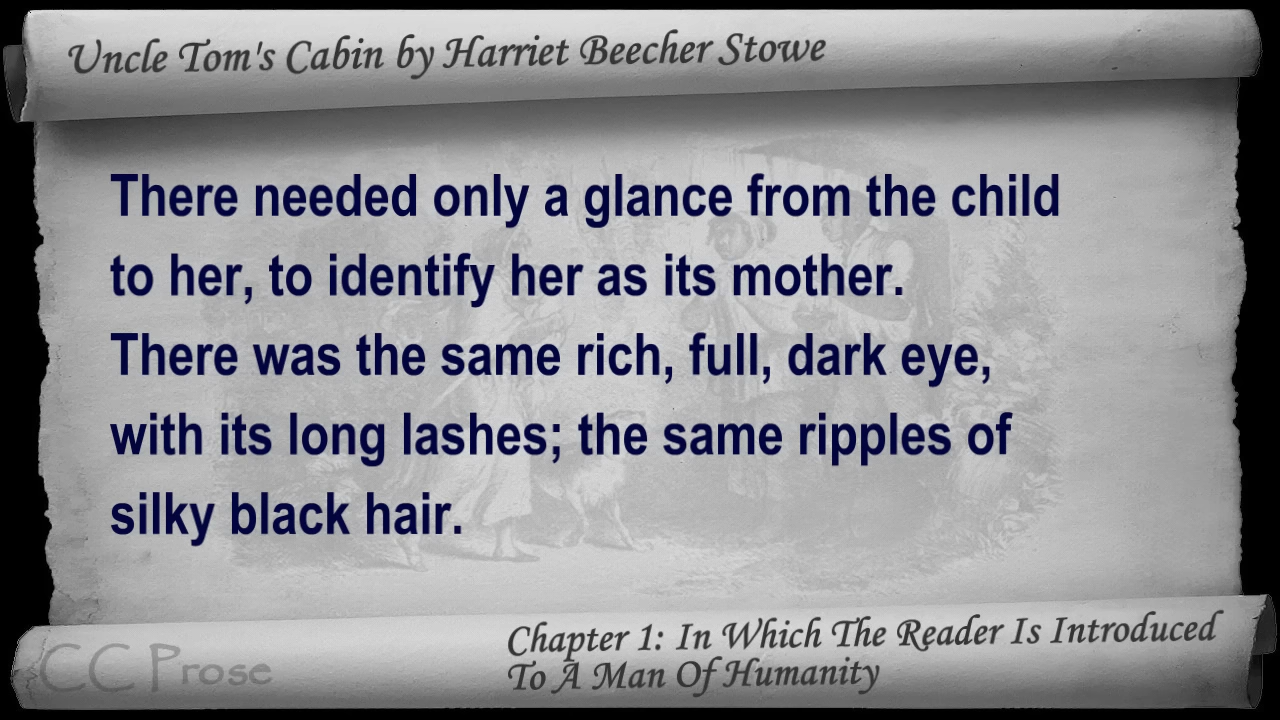 Uncle Tom's Cabin by Harriet Beecher Stowe
There needed only a glance from the child
to her, to identify her as its mother.
There was the same rich, full, dark eye,
with its long lashes; the same ripples of
silky black hair.
Chapter 1: In Which The Reader Is Introduced
To A Man Of Humanity
CC Prose